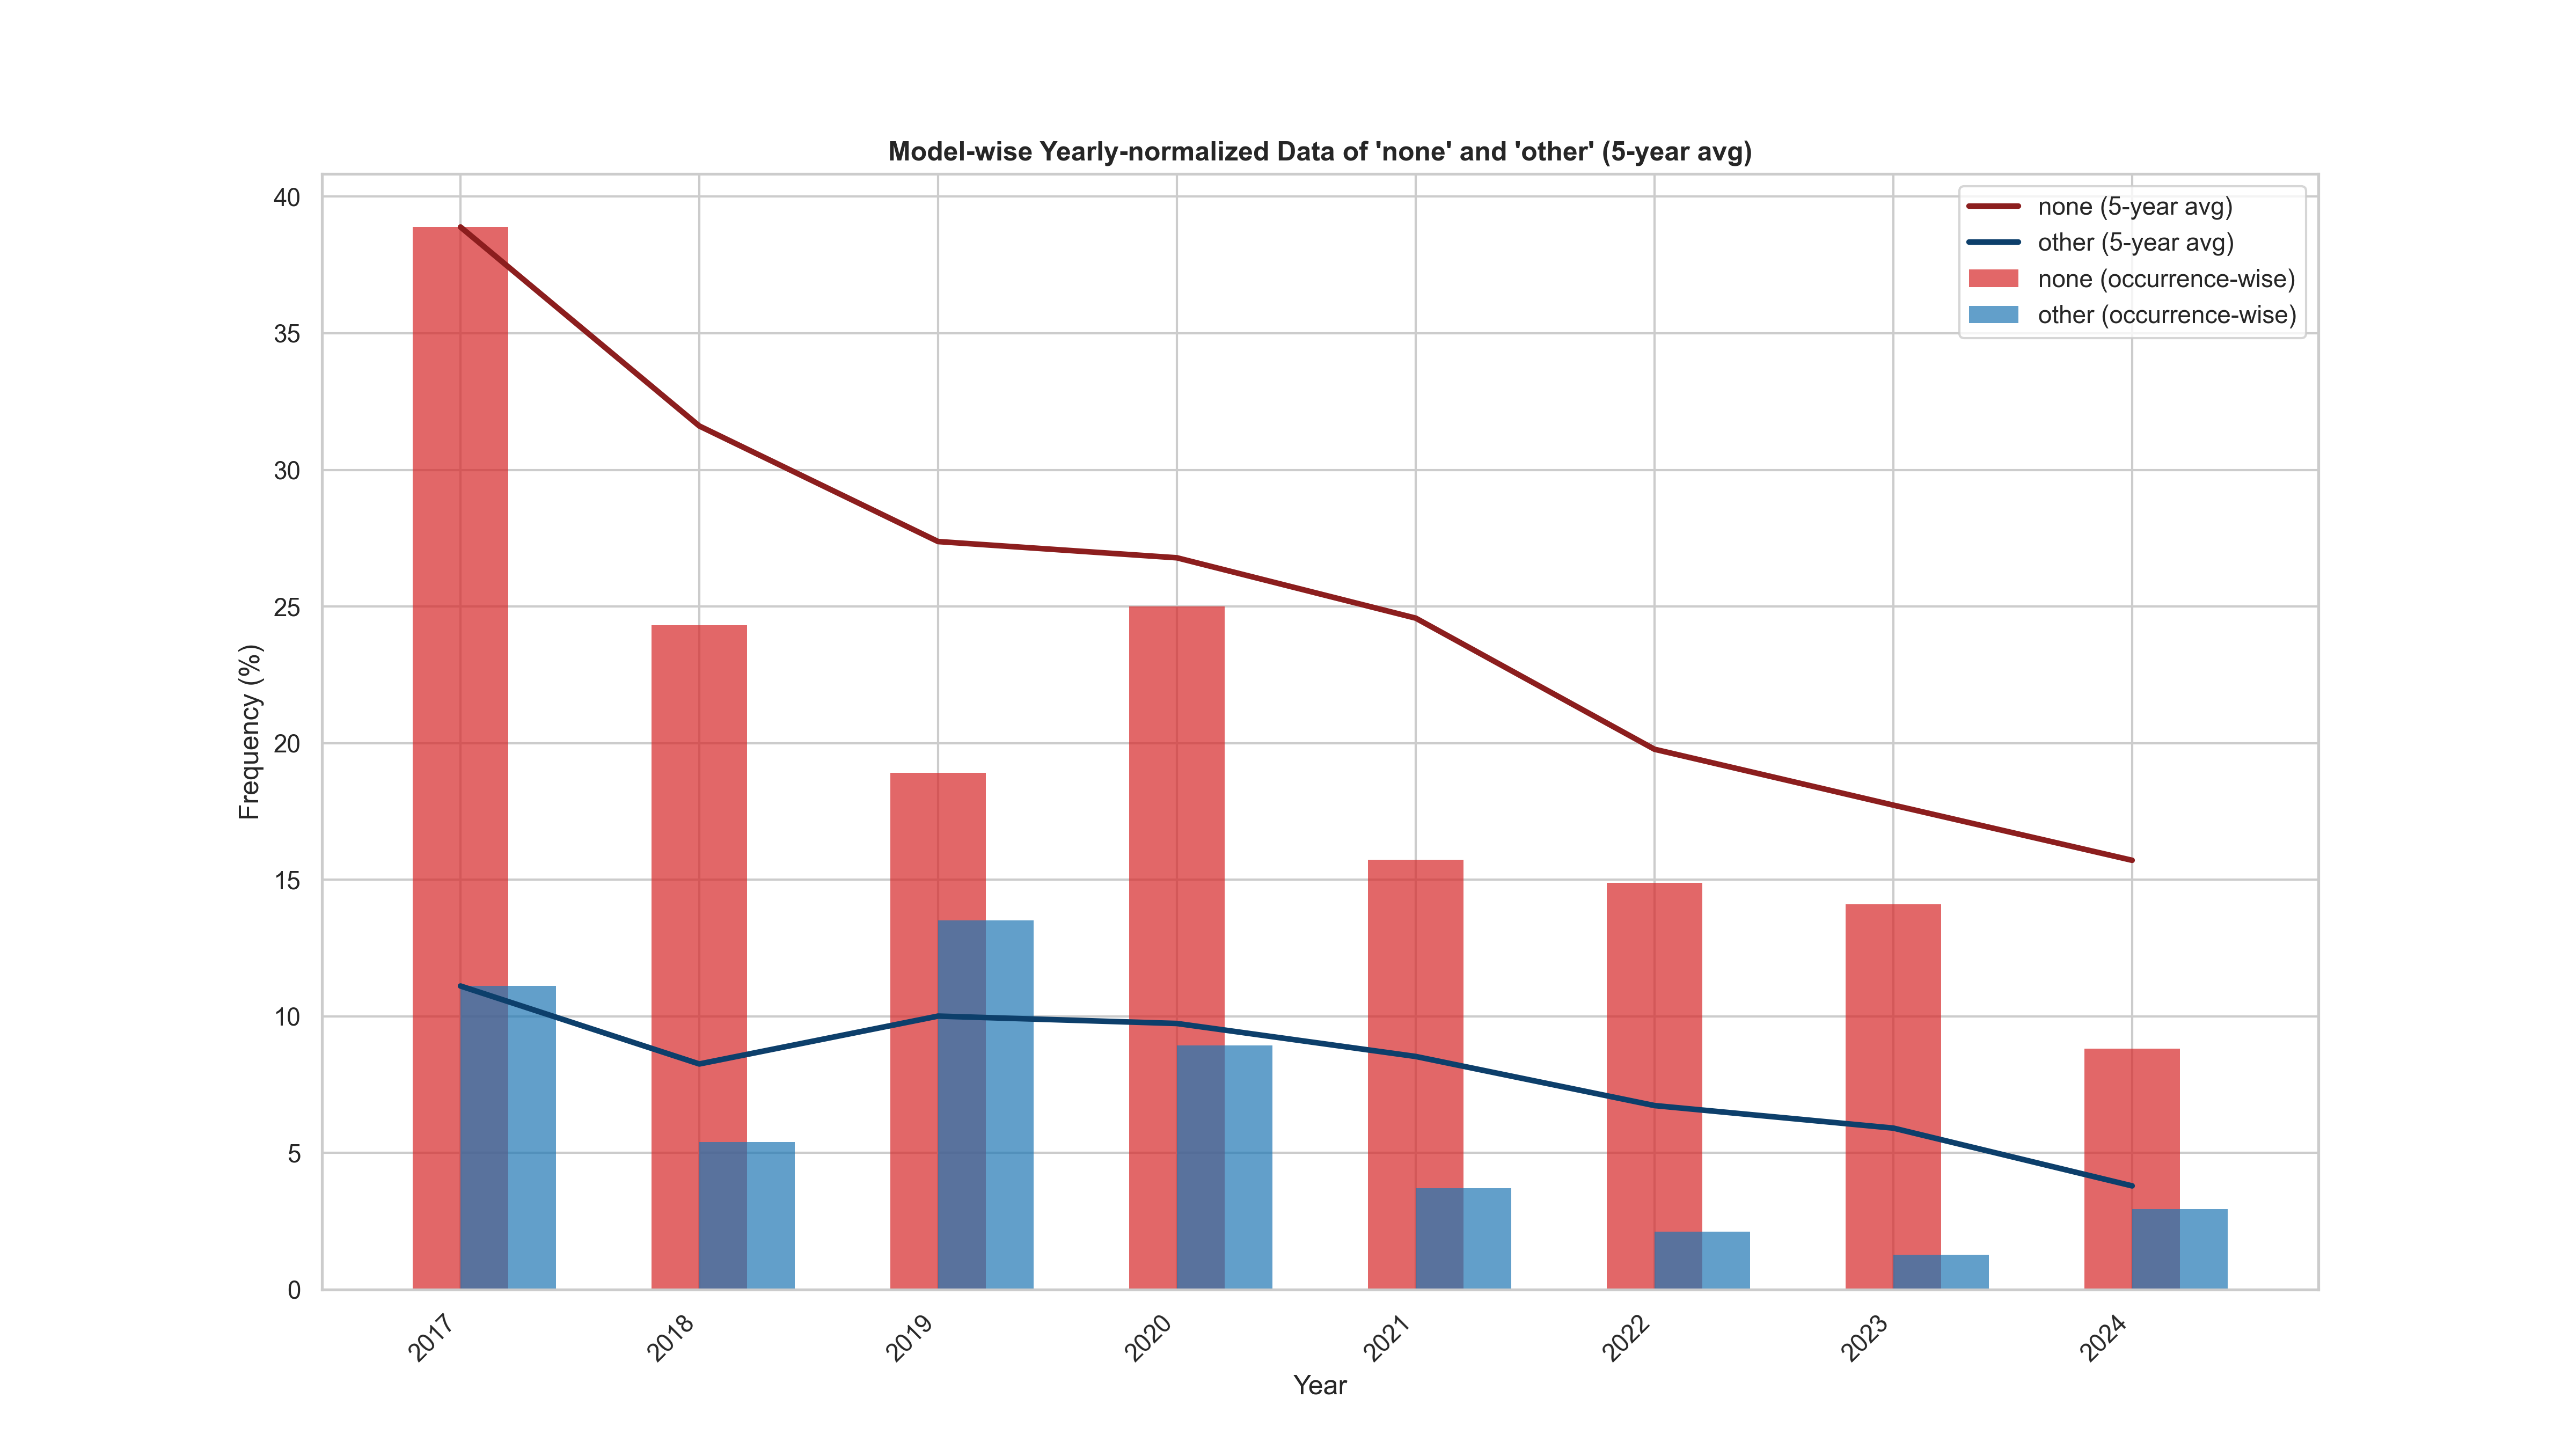 Model-wise Yearly-normalized Data of 'none' and 'other' (5-year avg)
none (5-year avg)
other (5-year avg)
none (occurrence-wise)
other (occurrence-wise)
Frequency (%)
40
35
30
25
20
15
10
5
0
2017
2018
2019
2020
2021
2022
2023
2024
Year